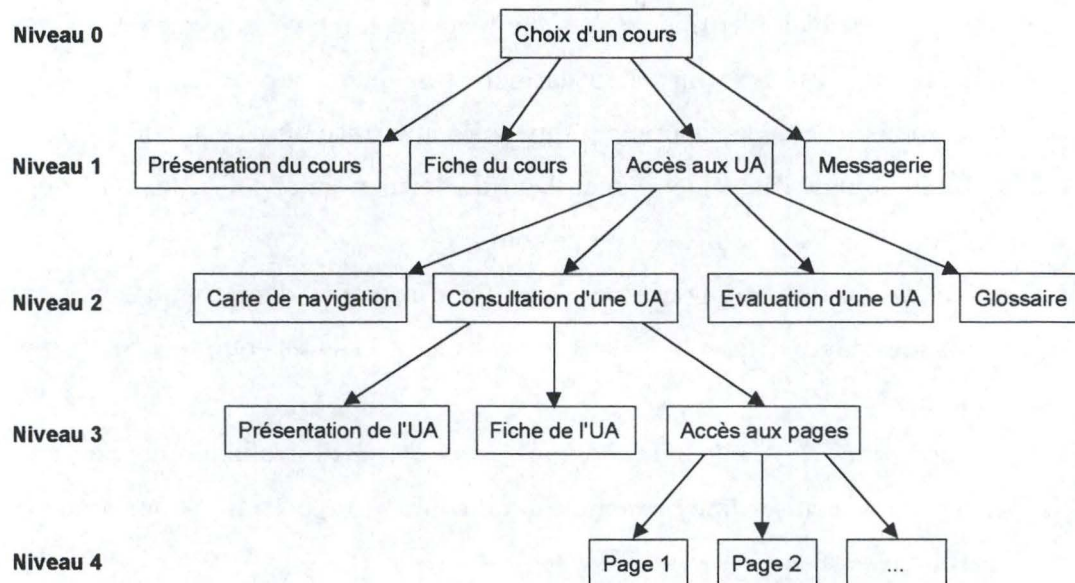 Niveau 0 Choix d'un cours
Niveau 1 Présentation du cours Fiche du cours Accès aux UA Messagerie
Niveau 2 Carte de navigation Consultation d'une UA Evaluation d'une UA Glossaire
Niveau 3 Présentation de l'UA Fiche de l'UA Accès aux pages
Niveau 4 Page 1 Page 2 ...